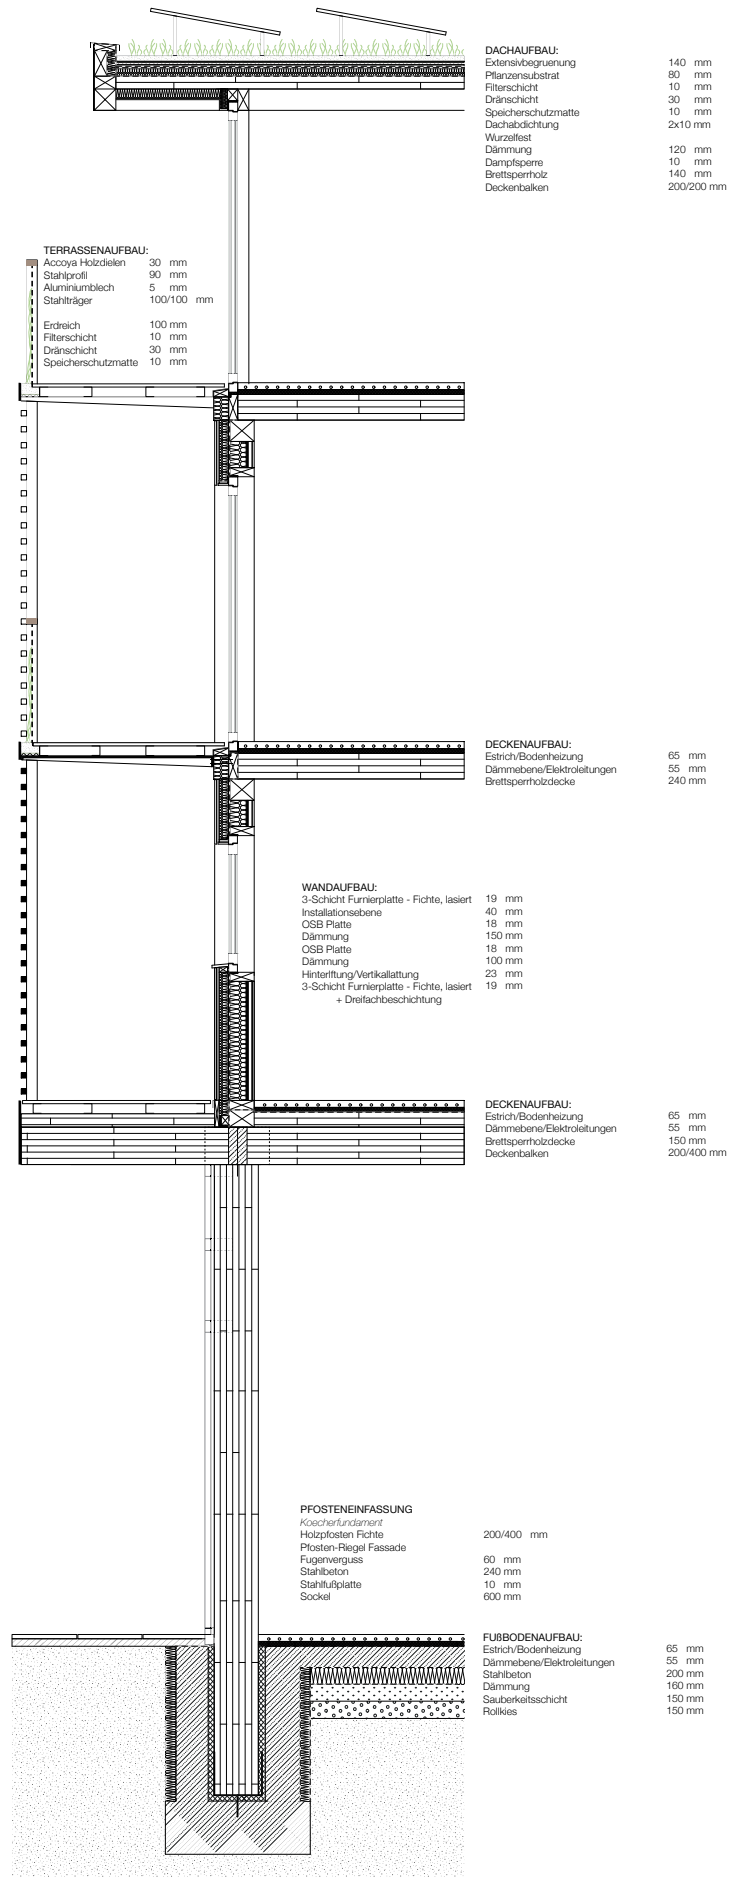 DACHAUFBAU:
Extensivbegruenung 140 mm
Pflanzensubstrat 80 mm
Filterschicht 10 mm
Dränschicht 30 mm
Speicherschutzmatte 10 mm
Dachabdichtung 2x10 mm
Wurzelfest
Dämmung 120 mm
Dampfsperre 10 mm
Brettsperrholz 140 mm
Deckenbalken 200/200 mm
TERRASSENAUFBAU:
Accoya Holzdielen 30 mm
Stahlprofil 90 mm
Aluminiumblech 5 mm
Stahlträger 100/100 mm
Erdreich 100 mm
Filterschicht 10 mm
Dränschicht 30 mm
Speicherschutzmatte 10 mm
DECKENAUFBAU:
Estrich/Bodenheizung 65 mm
Dämmebene/Elektroleitungen 55 mm
Brettsperrholzdecke 240 mm
WANDAUFBAU:
3-Schicht Furnierplatte - Fichte, lasiert 19 mm
Installationsebene 40 mm
OSB Platte 18 mm
Dämmung 150 mm
OSB Platte 18 mm
Dämmung 100 mm
Hinterlftung/Vertikallattung 23 mm
3-Schicht Furnierplatte - Fichte, lasiert 19 mm
+ Dreifachbeschichtung
DECKENAUFBAU:
Estrich/Bodenheizung 65 mm
Dämmebene/Elektroleitungen 55 mm
Brettsperrholzdecke 150 mm
Deckenbalken 200/400 mm
PFOSTENEINFASSUNG
Koecherfundament
Holzpfosten Fichte 200/400 mm
Pfosten-Riegel Fassade
Fugenverguss 60 mm
Stahlbeton 240 mm
Stahlfußplatte 10 mm
Sockel 600 mm
FUßBODENAUFBAU:
Estrich/Bodenheizung 65 mm
Dämmebene/Elektroleitungen 55 mm
Stahlbeton 200 mm
Dämmung 160 mm
Sauberkeitsschicht 150 mm
Rollkies 150 mm